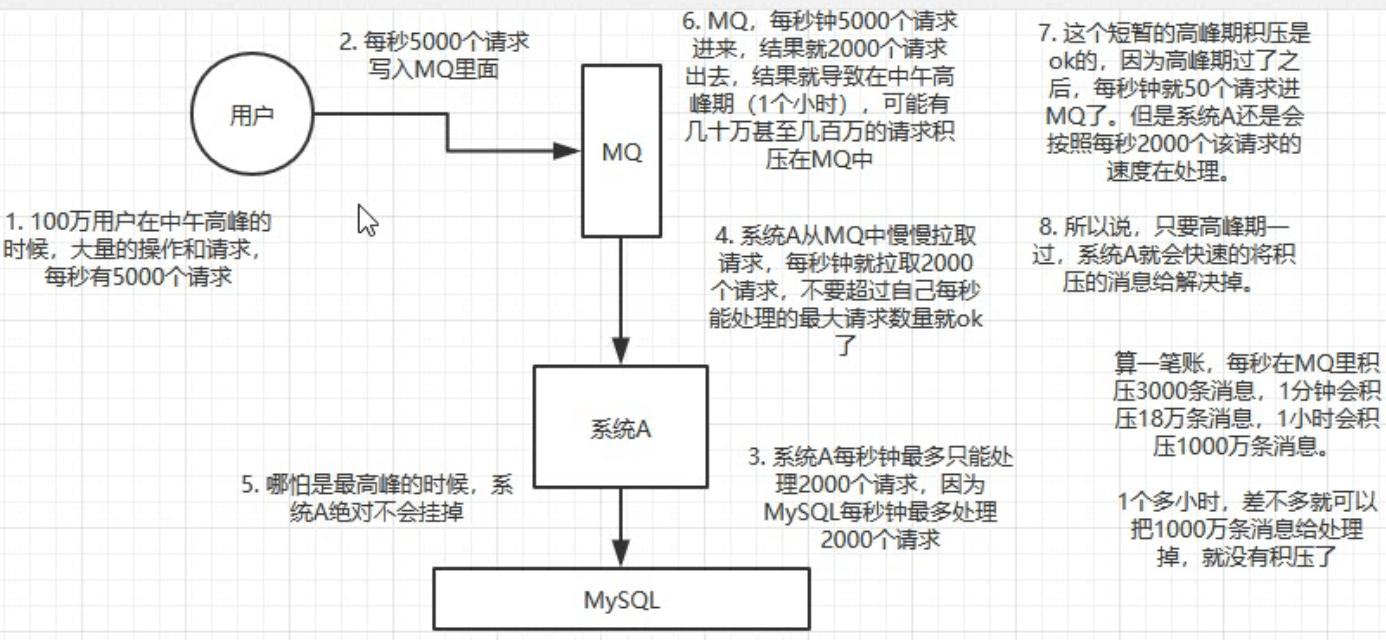 用户
2. 每秒5000个请求
写入MQ里面
MQ
1. 100万用户在中午高峰的
时候，大量的操作和请求，
每秒有5000个请求
6. MQ，每秒钟5000个请求
进来，结果就2000个请求
出去，结果就导致在中午高
峰期（1个小时），可能有
几十万甚至几百万的请求积
压在MQ中
7. 这个短暂的高峰期积压是
ok的，因为高峰期过了之
后，每秒钟就50个请求进
MQ了。但是系统A还是会
按照每秒2000个该请求的
速度在处理。
4. 系统A从MQ中慢慢拉取
请求，每秒钟就拉取2000
个请求，不要超过自己每秒
能处理的最大请求数量就ok
了
8. 所以说，只要高峰期一
过，系统A就会快速的将积
压的消息给解决掉。
系统A
5. 哪怕是最高峰的时候，系
统A绝对不会挂掉
3. 系统A每秒钟最多只能处
理2000个请求，因为
MySQL每秒钟最多处理
2000个请求
算一笔账，每秒在MQ里积
压3000条消息，1分钟会积
压18万条消息，1小时会积
压1000万条消息。
1个多小时，差不多就可以
把1000万条消息给处理
掉，就没有积压了
MySQL